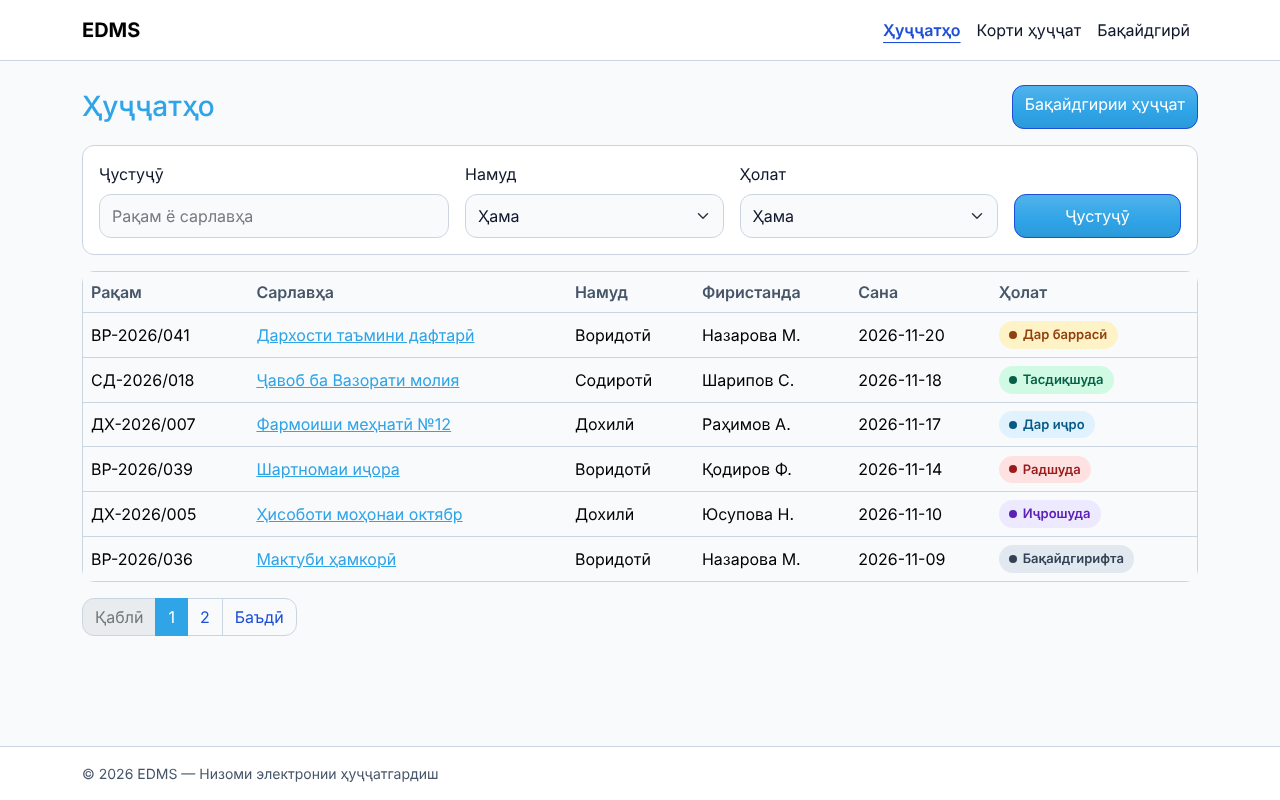 EDMS
Ҳуҷҷатҳо Корти ҳуҷҷат Бақайдгирӣ
Ҳуҷҷатҳо
Бақайдгирии ҳуҷҷат
Ҷустуҷӯ Намуд Ҳолат
Рақам ё сарлавҳа Ҳама Ҳама Ҷустуҷӯ
Рақам Сарлавҳа Намуд Фиристанда Сана Ҳолат
ВР-2026/041 Дархости таъмини дафтарӣ Воридотӣ Назарова М. 2026-11-20 Дар баррасӣ
СД-2026/018 Ҷавоб ба Вазорати молия Содиротӣ Шарипов С. 2026-11-18 Тасдиқшуда
ДХ-2026/007 Фармоиши меҳнатӣ №12 Дохилӣ Раҳимов А. 2026-11-17 Дар иҷро
ВР-2026/039 Шартномаи иҷора Воридотӣ Қодиров Ф. 2026-11-14 Радшуда
ДХ-2026/005 Ҳисоботи моҳонаи октябр Дохилӣ Юсупова Н. 2026-11-10 Иҷрошуда
ВР-2026/036 Мактуби ҳамкорӣ Воридотӣ Назарова М. 2026-11-09 Бақайдгирифта
Қаблӣ 1 2 Баъдӣ
© 2026 EDMS — Низоми электронии ҳуҷҷатгардиш